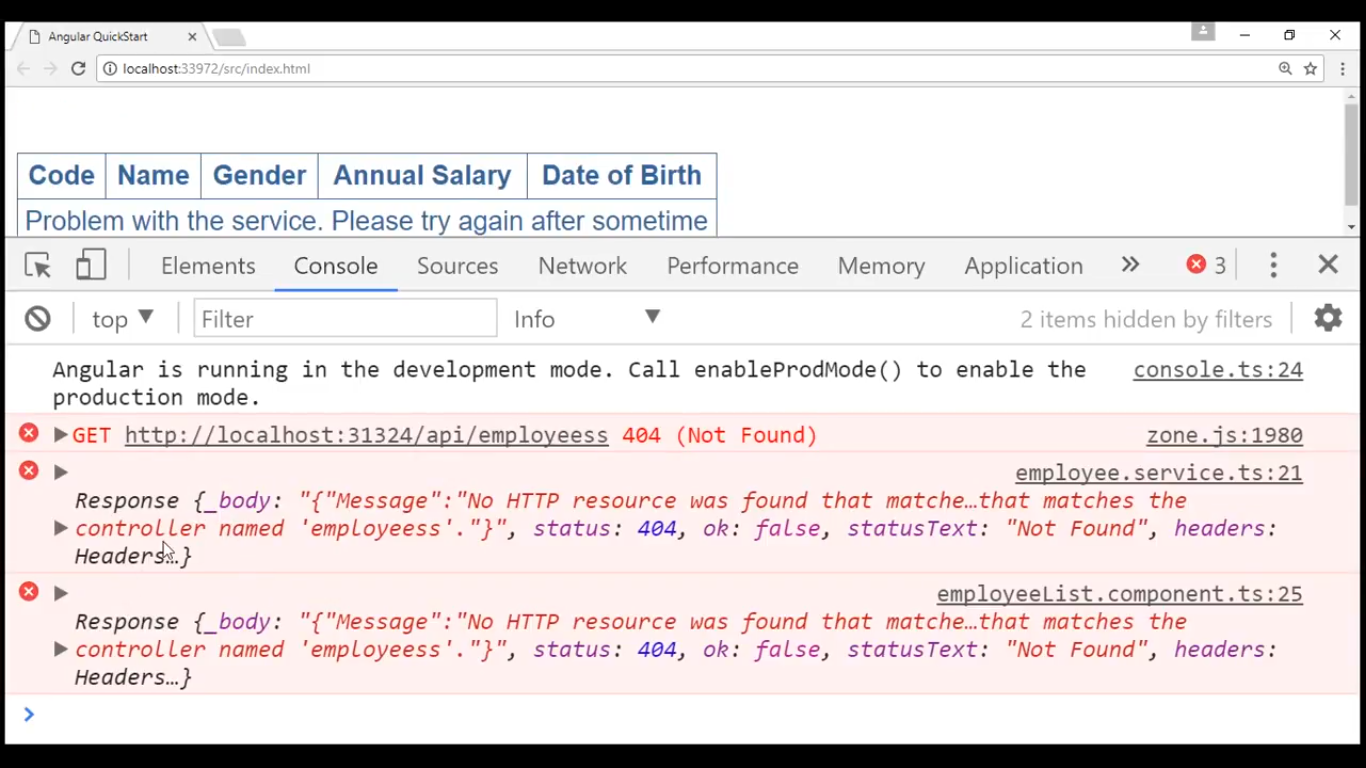 Angular QuickStart
localhost:33972/src/index.html
Code Name Gender Annual Salary Date of Birth
Problem with the service. Please try again after sometime
Elements Console Sources Network Performance Memory Application » 3
top Filter Info 2 items hidden by filters
Angular is running in the development mode. Call enableProdMode() to enable the console.ts:24
production mode.
GET http://localhost:31324/api/employeess 404 (Not Found) zone.js:1980
employee.service.ts:21
Response {_body: "{"Message":"No HTTP resource was found that matche…that matches the
controller named 'employeess'."}", status: 404, ok: false, statusText: "Not Found", headers:
Headers…}
employeeList.component.ts:25
Response {_body: "{"Message":"No HTTP resource was found that matche…that matches the
controller named 'employeess'."}", status: 404, ok: false, statusText: "Not Found", headers:
Headers…}